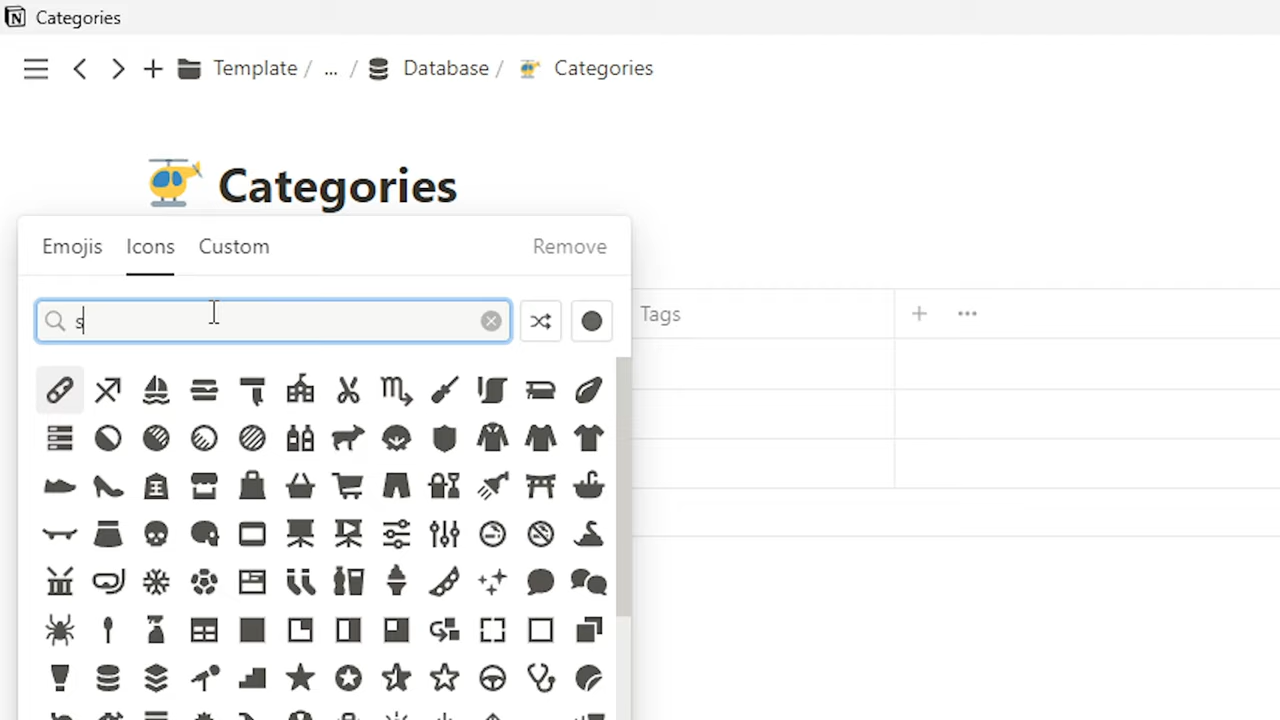 Categories
Template / ... / Database / Categories
Categories
Emojis Icons Custom Remove
s
Tags